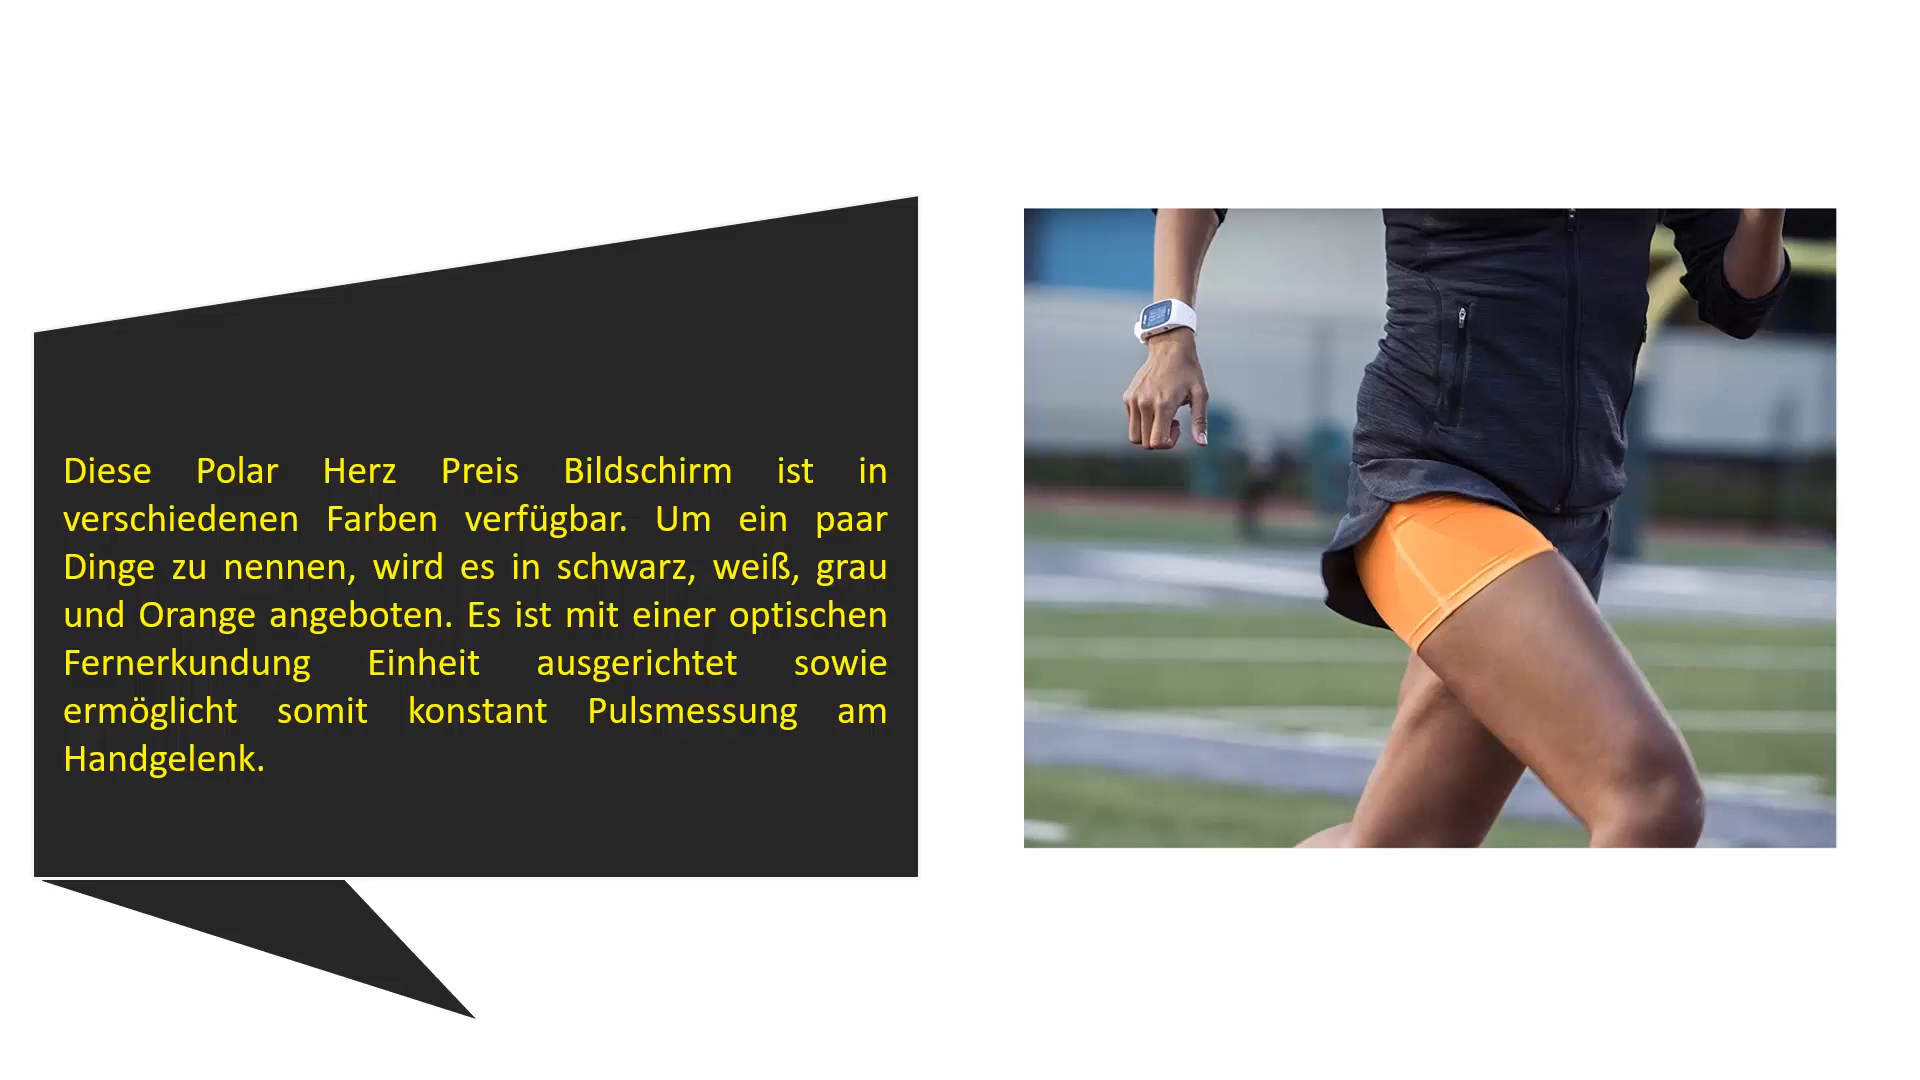 Diese Polar Herz Preis Bildschirm ist in
verschiedenen Farben verfügbar. Um ein paar
Dinge zu nennen, wird es in schwarz, weiß, grau
und Orange angeboten. Es ist mit einer optischen
Fernerkundung Einheit ausgerichtet sowie
ermöglicht somit konstant Pulsmessung am
Handgelenk.